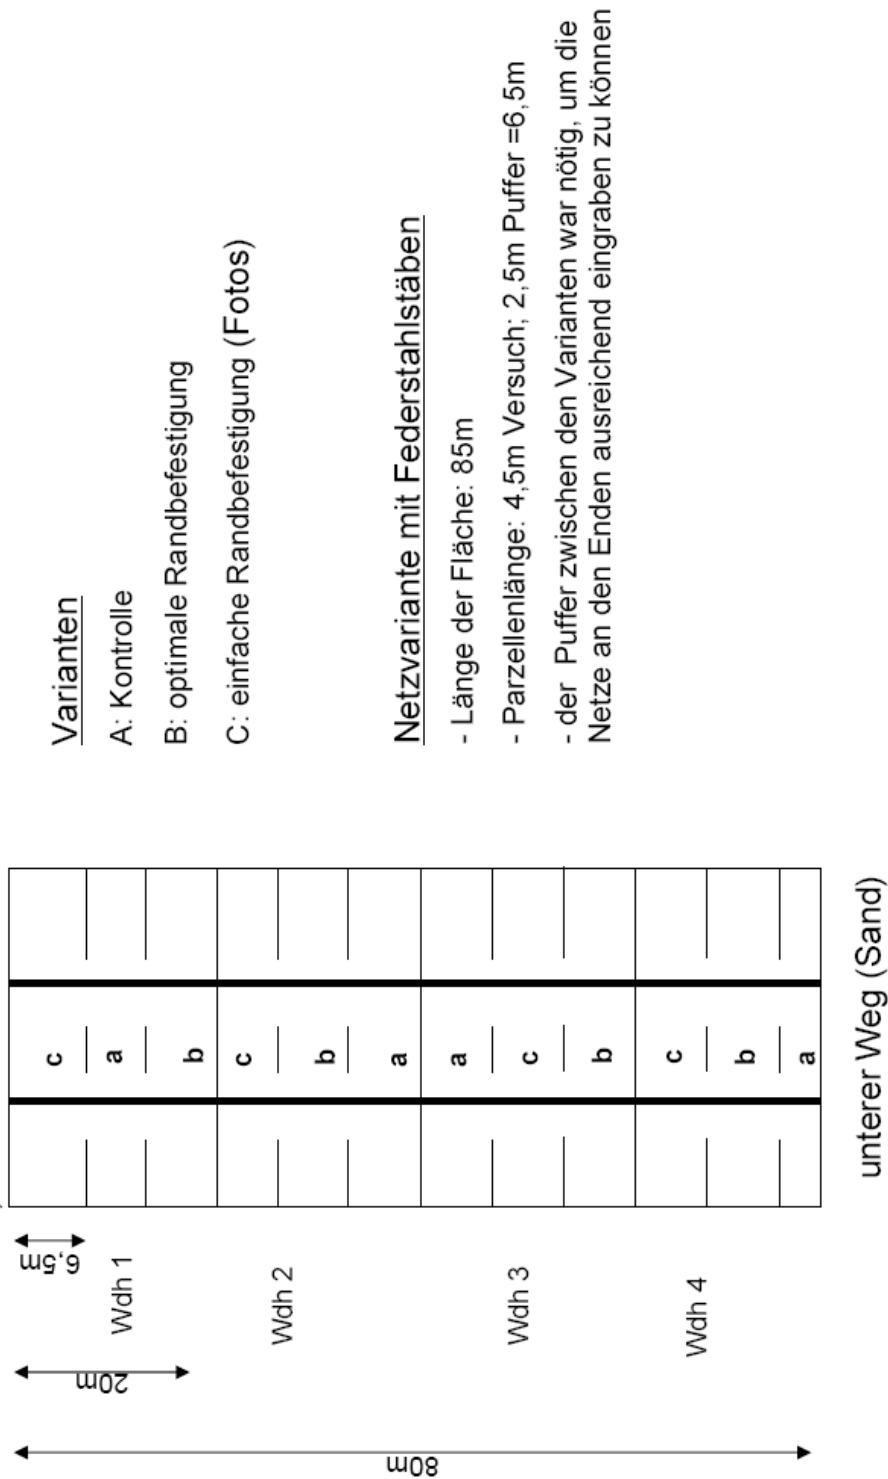 Varianten
A: Kontrolle
B: optimale Randbefestigung
C: einfache Randbefestigung (Fotos)
Netzvariante mit Federstahlstäben
- Länge der Fläche: 85m
- Parzellenlänge: 4,5m Versuch; 2,5m Puffer =6,5m
- der Puffer zwischen den Varianten war nötig, um die
Netze an den Enden ausreichend eingraben zu können
c
a
b
c
b
a
a
c
b
c
b
a
unterer Weg (Sand)
6,5m
Wdh 1
Wdh 2
Wdh 3
Wdh 4
20m
80m